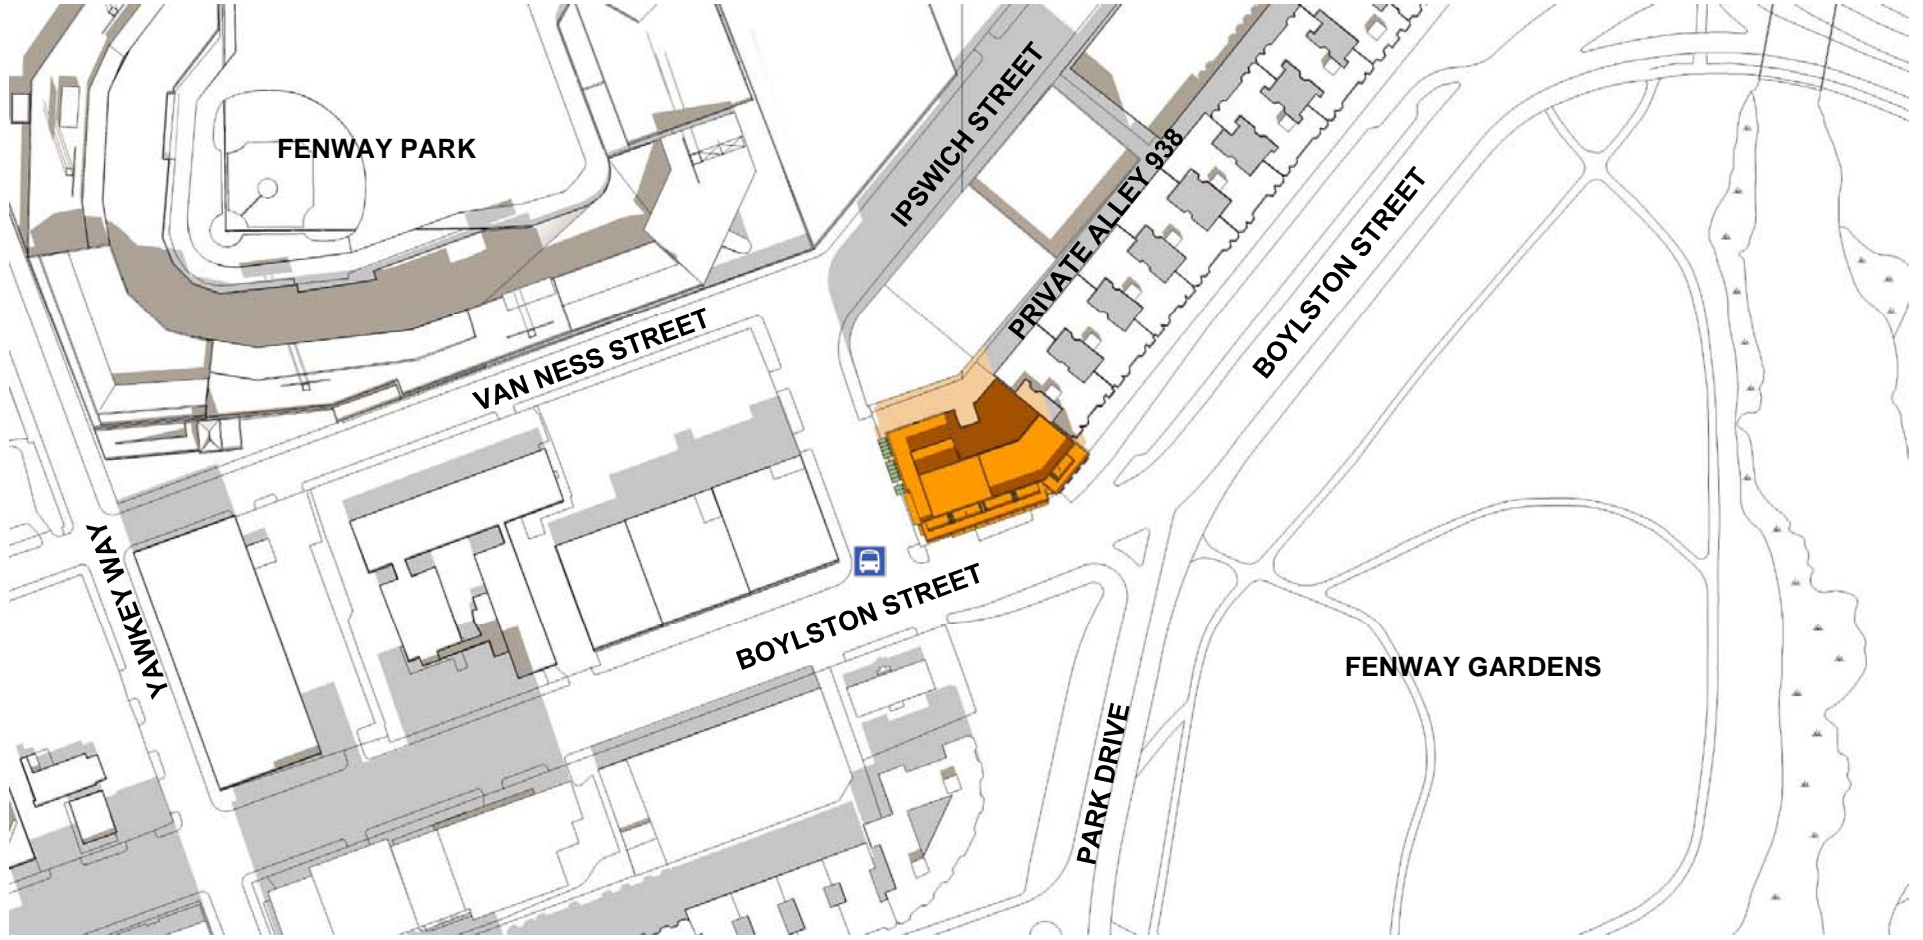 IPSWICH STREET
FENWAY PARK
PRIVATE ALLEY 938
BOYLSTON STREET
VAN NESS STREET
YAWKEY WAY
BOYLSTON STREET
FENWAY GARDENS
PARK DRIVE